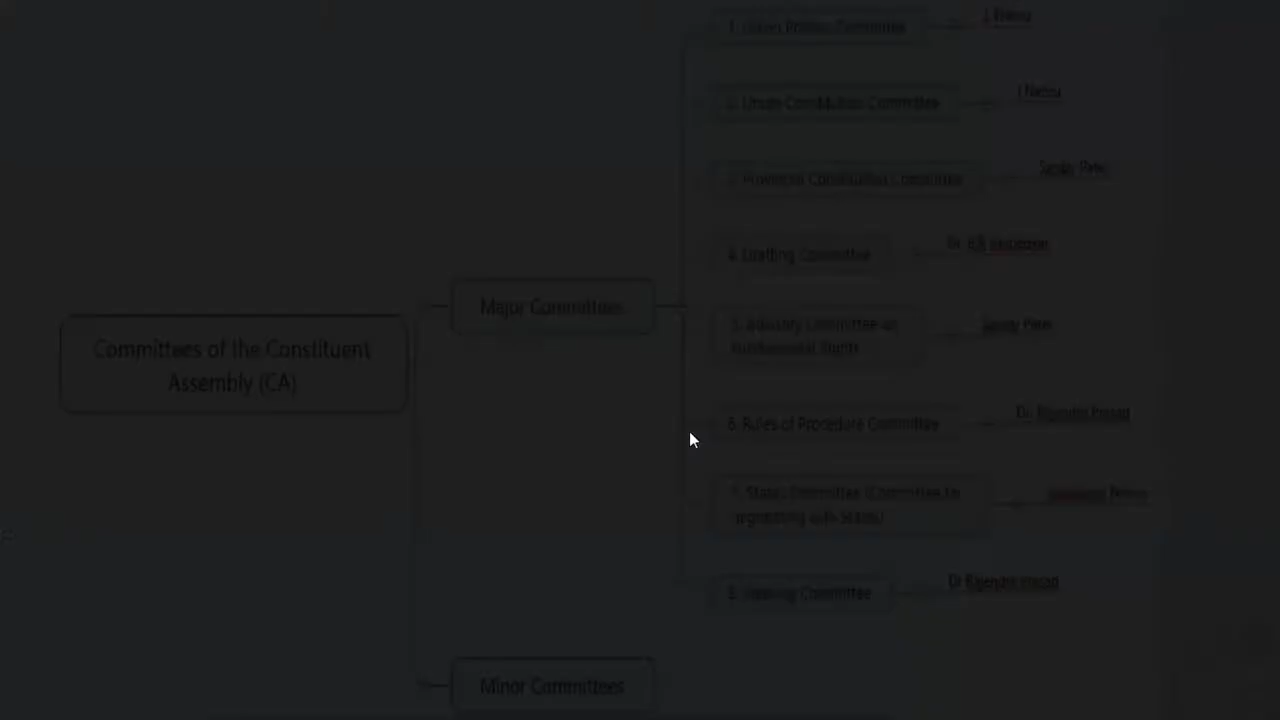 1. Union Powers Committee
J Nehru
2. Union Constitution Committee
J Nehru
3. Provincial Constitution Committee
Sardar Patel
4. Drafting Committee
Dr. B.R
Major Committees
5. Advisory Committee on
Fundamental Rights
Sardar Patel
Committees of the Constituent
Assembly (CA)
6. Rules of Procedure Committee
Dr. Rajendra Prasad
7. States Committee (Committee for
negotiating with States)
Nehru
8. Steering Committee
Dr Rajendra Prasad
Minor Committees